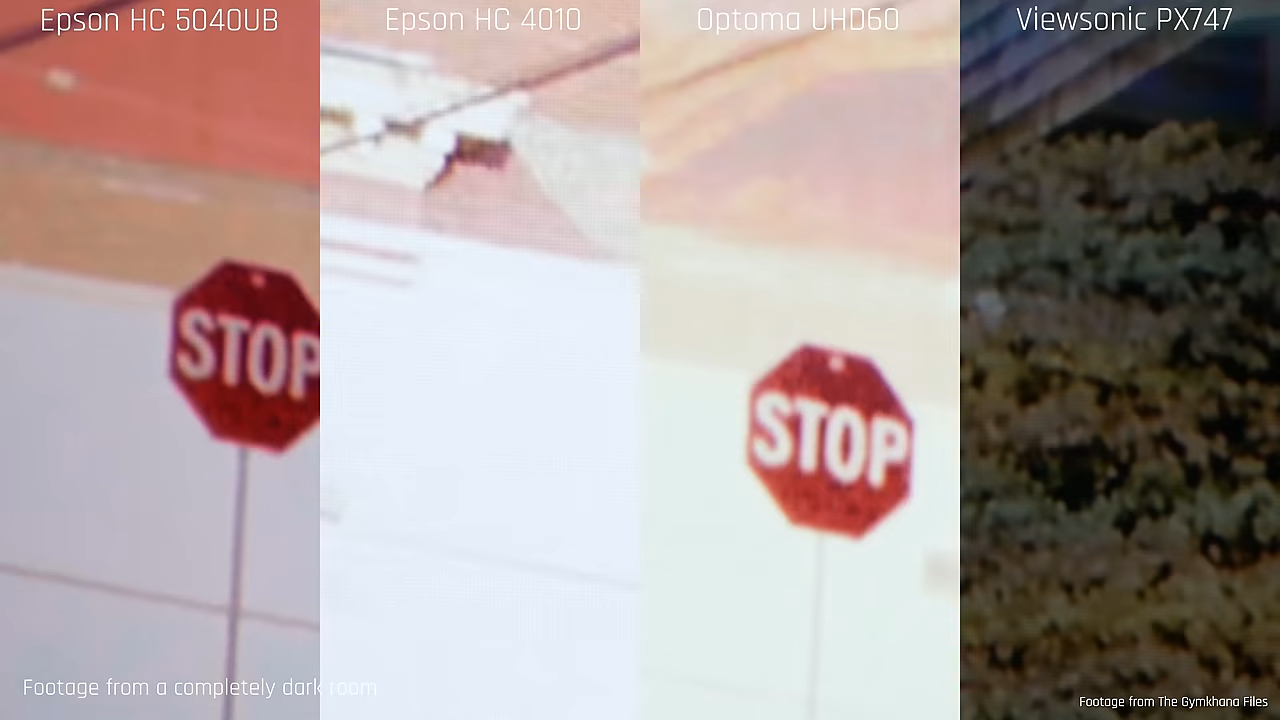 Epson HC 5040UB
Epson HC 4010
Optoma UHD60
Viewsonic PX747
STOP
STOP
Footage from a completely dark room
Footage from The Gymkhana Files